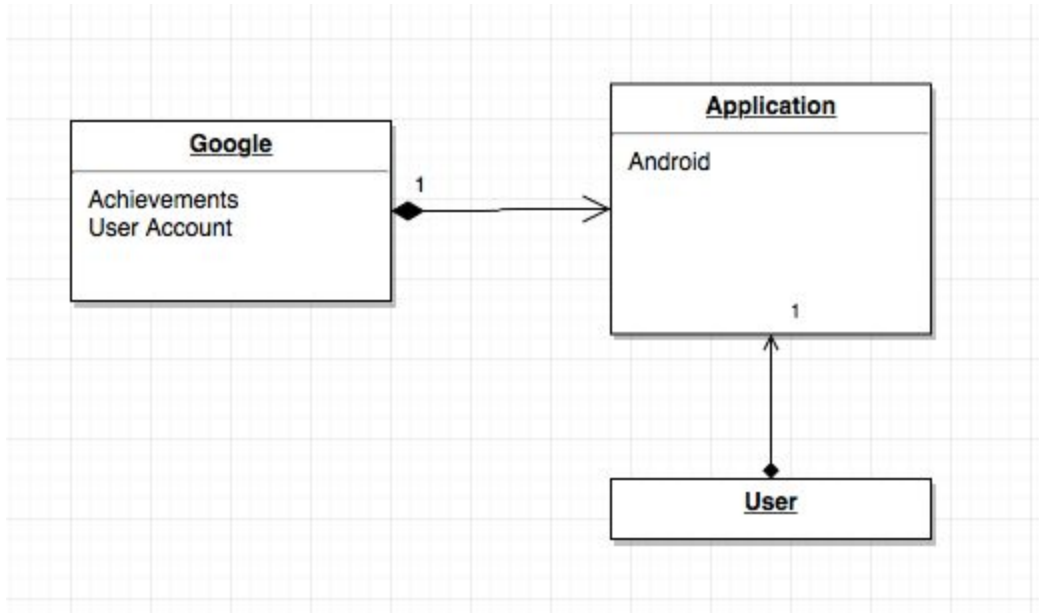 Google
Achievements
User Account
1
Application
Android
1
User